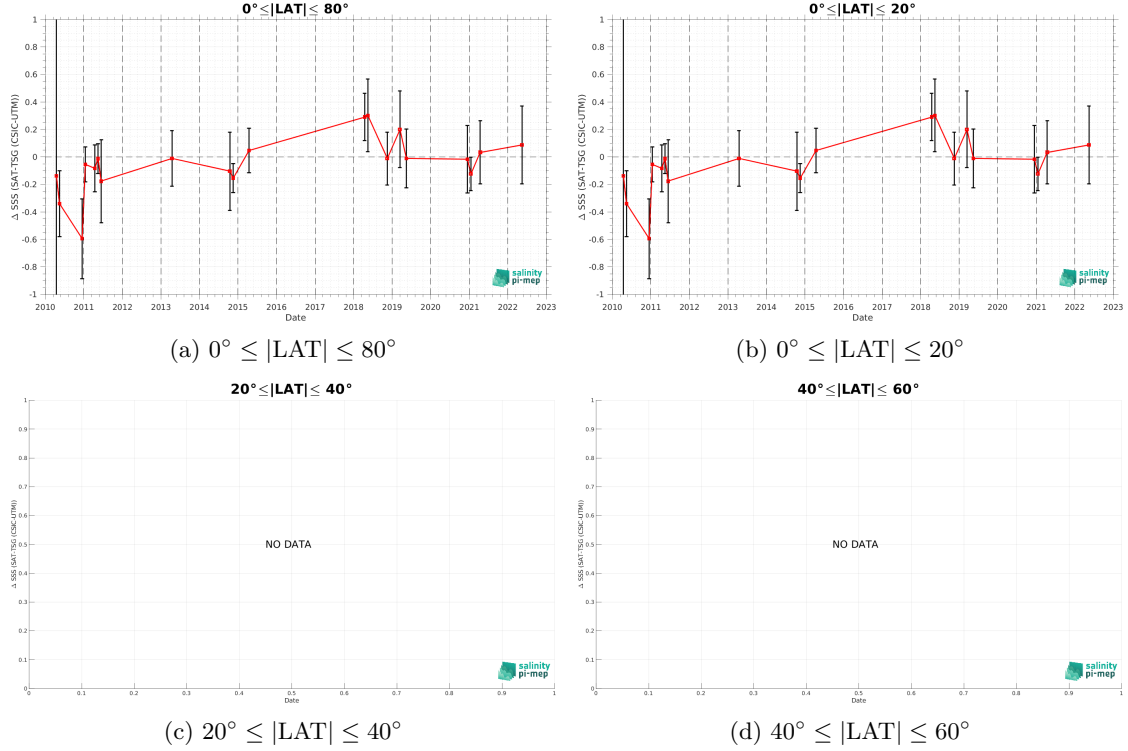 0°≤|LAT|≤ 80°
1
0.8
0.6
0.4
0.2
0
-0.2
-0.4
-0.6
-0.8
-1
Δ SSS (SAT-TSG (CSIC-UTM))
2010 2011 2012 2013 2014 2015 2016 2017 2018 2019 2020 2021 2022 2023
Date
salinity
pi-mep
(a) 0° ≤ |LAT| ≤ 80°
0°≤|LAT|≤ 20°
1
0.8
0.6
0.4
0.2
0
-0.2
-0.4
-0.6
-0.8
-1
Δ SSS (SAT-TSG (CSIC-UTM))
2010 2011 2012 2013 2014 2015 2016 2017 2018 2019 2020 2021 2022 2023
Date
salinity
pi-mep
(b) 0° ≤ |LAT| ≤ 20°
20°≤|LAT|≤ 40°
1
0.9
0.8
0.7
0.6
0.5
0.4
0.3
0.2
0.1
0
Δ SSS (SAT-TSG (CSIC-UTM))
NO DATA
0 0.1 0.2 0.3 0.4 0.5 0.6 0.7 0.8 0.9 1
Date
salinity
pi-mep
(c) 20° ≤ |LAT| ≤ 40°
40°≤|LAT|≤ 60°
1
0.9
0.8
0.7
0.6
0.5
0.4
0.3
0.2
0.1
0
Δ SSS (SAT-TSG (CSIC-UTM))
NO DATA
0 0.1 0.2 0.3 0.4 0.5 0.6 0.7 0.8 0.9 1
Date
salinity
pi-mep
(d) 40° ≤ |LAT| ≤ 60°